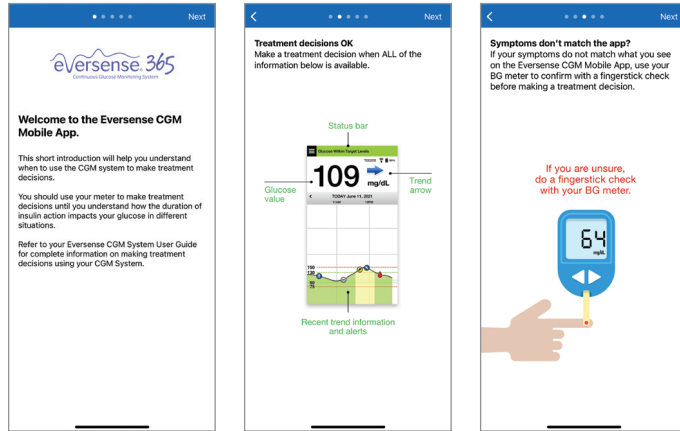 Next
eversense. 365
Continuous Glucose Monitoring System
Welcome to the Eversense CGM
Mobile App.
This short introduction will help you understand
when to use the CGM system to make treatment
decisions.
You should use your meter to make treatment
decisions until you understand how the duration of
insulin action impacts your glucose in different
situations.
Refer to your Eversense CGM System User Guide
for complete information on making treatment
decisions using your CGM System.
Next
Treatment decisions OK
Make a treatment decision when ALL of the
information below is available.
Status bar
Glucose Within Target Levels
109
mg/dL
Glucose
value
Trend
arrow
TODAY June 11, 2021
11AM 12PM
180
130
90
75
Recent trend information
and alerts
Next
Symptoms don't match the app?
If your symptoms do not match what you see
on the Eversense CGM Mobile App, use your
BG meter to confirm with a fingerstick check
before making a treatment decision.
If you are unsure,
do a fingerstick check
with your BG meter.
64
mg/dL